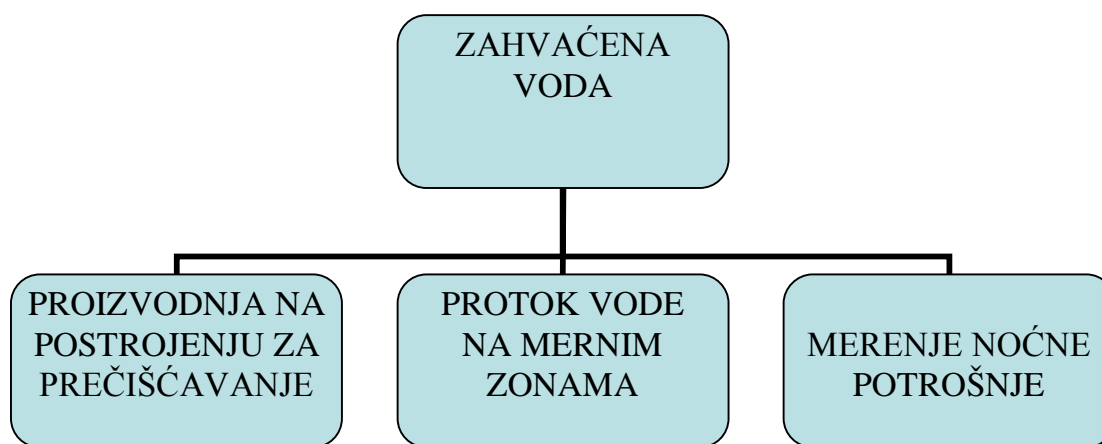 ZAHVAĆENA
VODA
PROIZVODNJA NA
POSTROJENJU ZA
PREČIŠĆAVANJE
PROTOK VODE
NA MERNIM
ZONAMA
MERENJE NOĆNE
POTROŠNJE